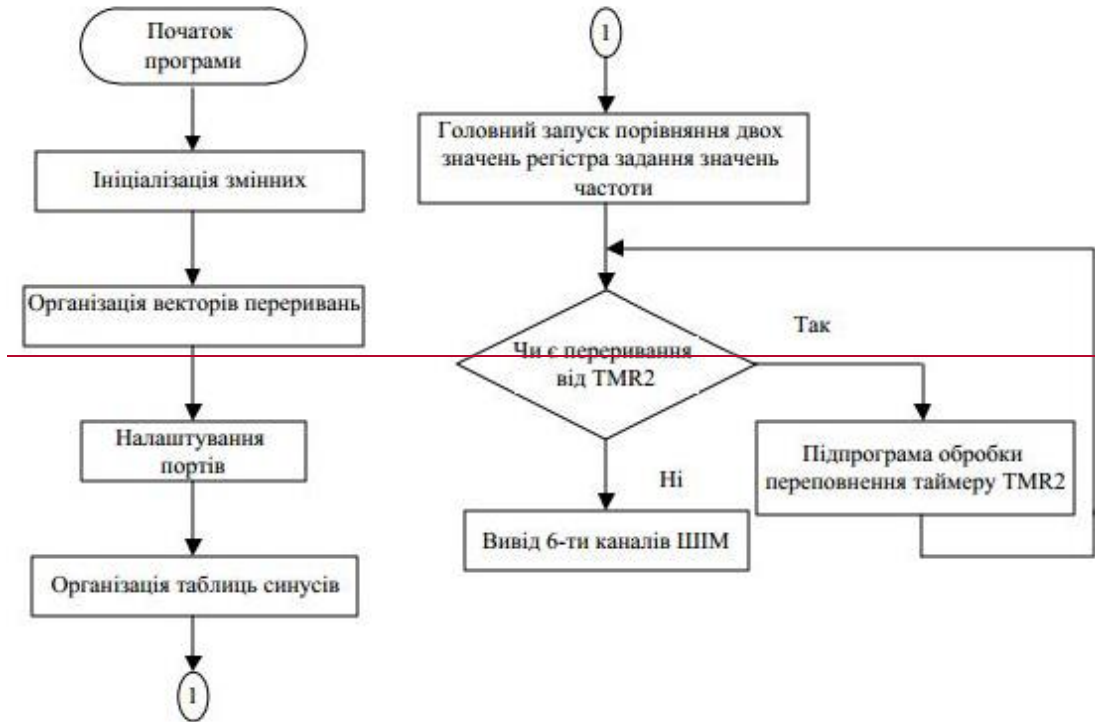 Початок
програми
Ініціалізація змінних
Організація векторів переривань
Налаштування
портів
Організація таблиць синусів
1
1
Головний запуск порівняння двох
значень регістра задання значень
частоти
Чи є переривання
від TMR2
Так
Підпрограма обробки
переповнення таймеру TMR2
Ні
Вивід 6-ти каналів ШІМ